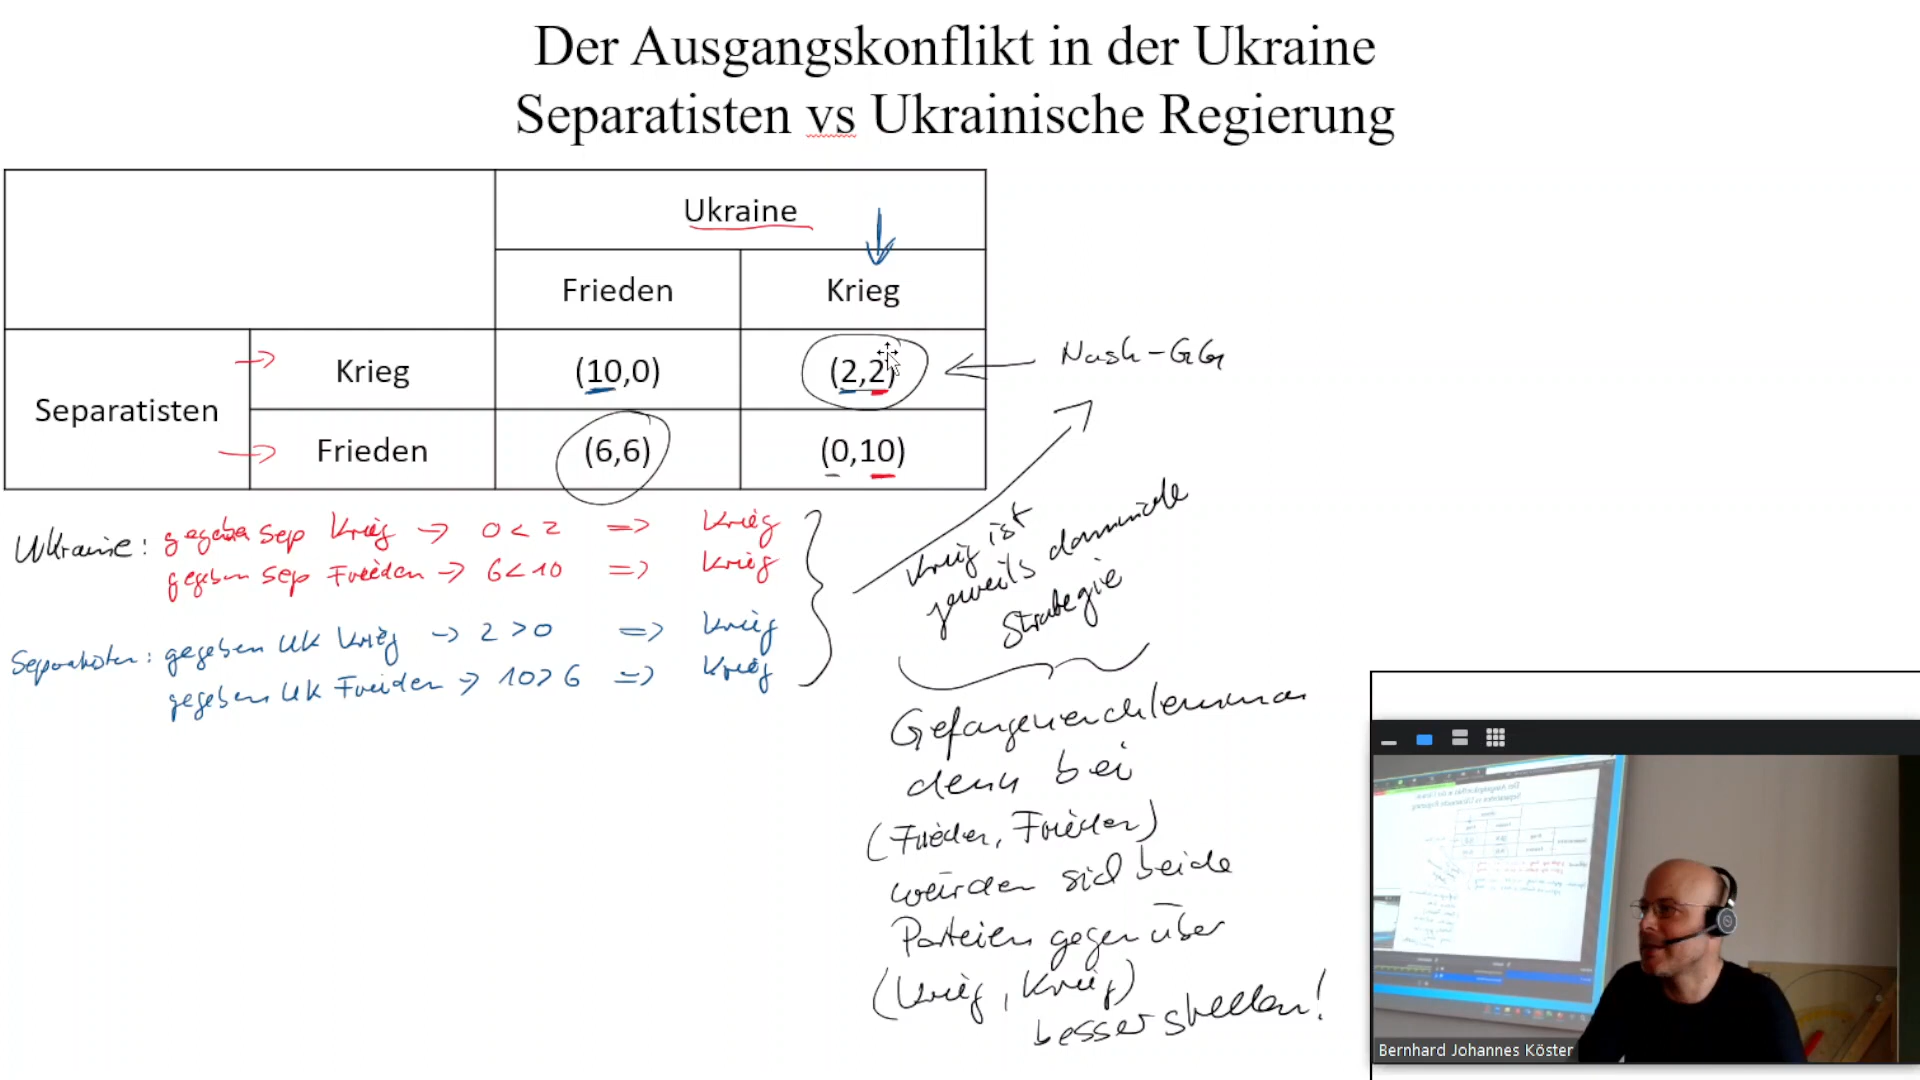 Der Ausgangskonflikt in der Ukraine
Separatisten vs Ukrainische Regierung
Ukraine
Frieden
Krieg
Separatisten
Krieg
(10,0)
(2,2)
Frieden
(6,6)
(0,10)
Nash-GG
Ukraine: gegeben Sep Krieg → 0 < 2 => Krieg
gegeben Sep Frieden → 6 < 10 => Krieg
Separatisten: gegeben UK Krieg → 2 > 0 => Krieg
gegeben UK Frieden → 10 > 6 => Krieg
Krieg ist
jeweils dominante
Strategie
Gefangenendilemma
denn bei
(Frieden, Frieden)
würden sich beide
Parteien gegenüber
(Krieg, Krieg)
besser stellen!
Bernhard Johannes Köster